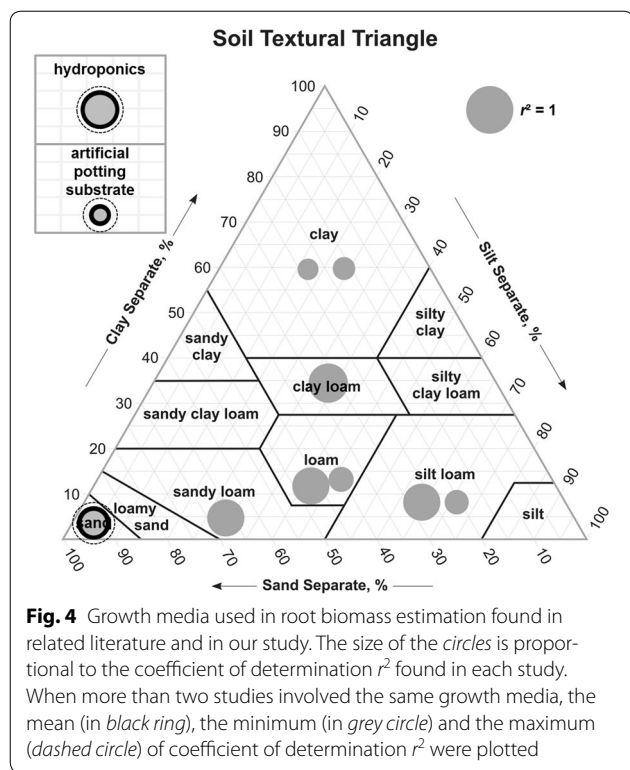 Soil Textural Triangle
hydroponics
artificial
potting
substrate
r² = 1
Clay Separate, %
Silt Separate, %
Sand Separate, %
100
90
80
70
60
50
40
30
20
10
10
20
30
40
50
60
70
80
90
100
100
90
80
70
60
50
40
30
20
10
clay
silty
clay
sandy
clay
clay loam
silty
clay loam
sandy clay loam
loam
silt loam
sandy loam
loamy
sand
sand
silt
Fig. 4 Growth media used in root biomass estimation found in
related literature and in our study. The size of the circles is propor-
tional to the coefficient of determination r² found in each study.
When more than two studies involved the same growth media, the
mean (in black ring), the minimum (in grey circle) and the maximum
(dashed circle) of coefficient of determination r² were plotted